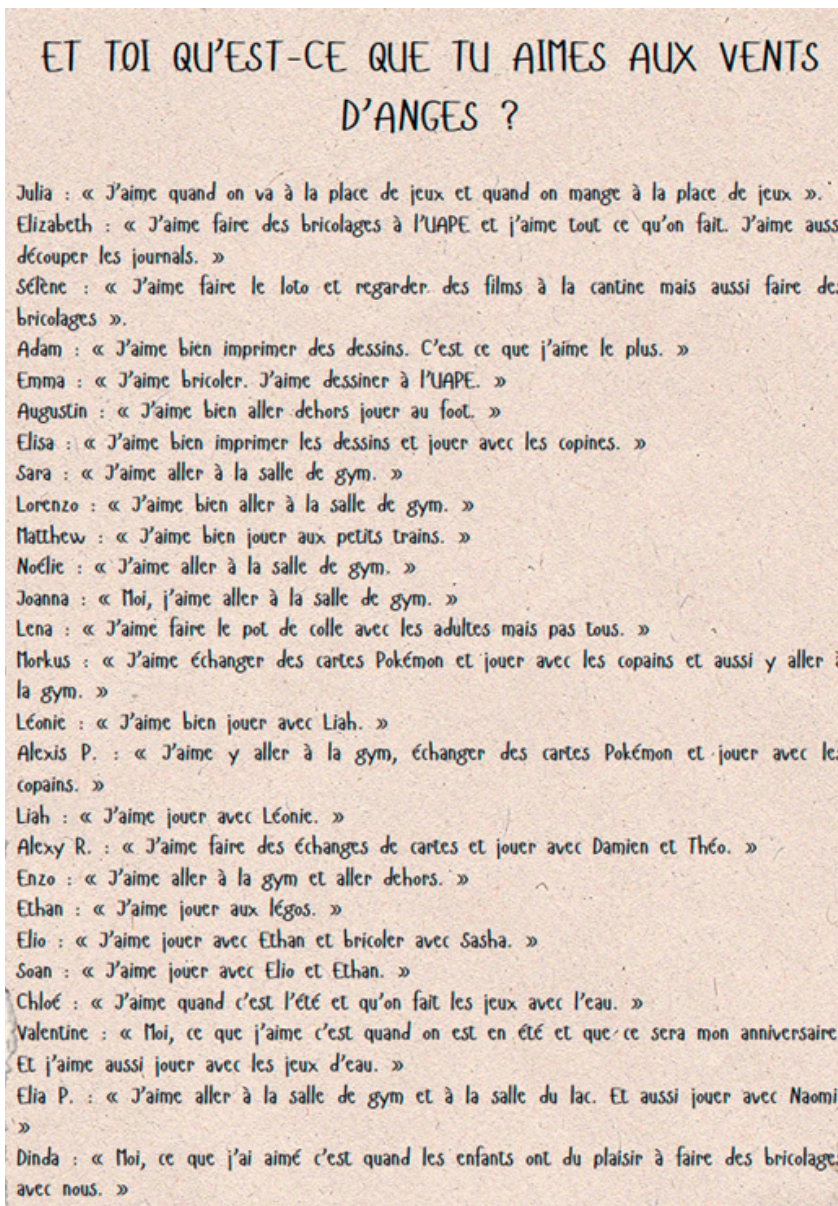 ET TOI QU'EST-CE QUE TU AIMES AUX VENTS
D'ANGES ?
Julia : « J'aime quand on va à la place de jeux et quand on mange à la place de jeux ».
Elizabeth : « J'aime faire des bricolages à l'UAPE et j'aime tout ce qu'on fait. J'aime auss
découper les journals. »
Sélène : « J'aime faire le loto et regarder des films à la cantine mais aussi faire des
bricolages ».
Adam : « J'aime bien imprimer des dessins. C'est ce que j'aime le plus. »
Emma : « J'aime bricoler. J'aime dessiner à l'UAPE. »
Augustin : « J'aime bien aller dehors jouer au foot. »
Elisa : « J'aime bien imprimer les dessins et jouer avec les copines. »
Sara : « J'aime aller à la salle de gym. »
Lorenzo : « J'aime bien aller à la salle de gym. »
Matthew : « J'aime bien jouer aux petits trains. »
Noélie : « J'aime aller à la salle de gym. »
Joanna : « Moi, j'aime aller à la salle de gym. »
Lena : « J'aime faire le pot de colle avec les adultes mais pas tous. »
Morkus : « J'aime échanger des cartes Pokémon et jouer avec les copains et aussi y aller à
la gym. »
Léonie : « J'aime bien jouer avec Liah. »
Alexis P. : « J'aime y aller à la gym, échanger des cartes Pokémon et jouer avec les
copains. »
Liah : « J'aime jouer avec Léonie. »
Alexy R. : « J'aime faire des échanges de cartes et jouer avec Damien et Théo. »
Enzo : « J'aime aller à la gym et aller dehors. »
Ethan : « J'aime jouer aux légos. »
Elio : « J'aime jouer avec Ethan et bricoler avec Sasha. »
Soan : « J'aime jouer avec Elio et Ethan. »
Chloé : « J'aime quand c'est l'été et qu'on fait les jeux avec l'eau. »
Valentine : « Moi, ce que j'aime c'est quand on est en été et que ce sera mon anniversaire
Et j'aime aussi jouer avec les jeux d'eau. »
Elia P. : « J'aime aller à la salle de gym et à la salle du lac. Et aussi jouer avec Naomi
»
Dinda : « Moi, ce que j'ai aimé c'est quand les enfants ont du plaisir à faire des bricolages
avec nous. »